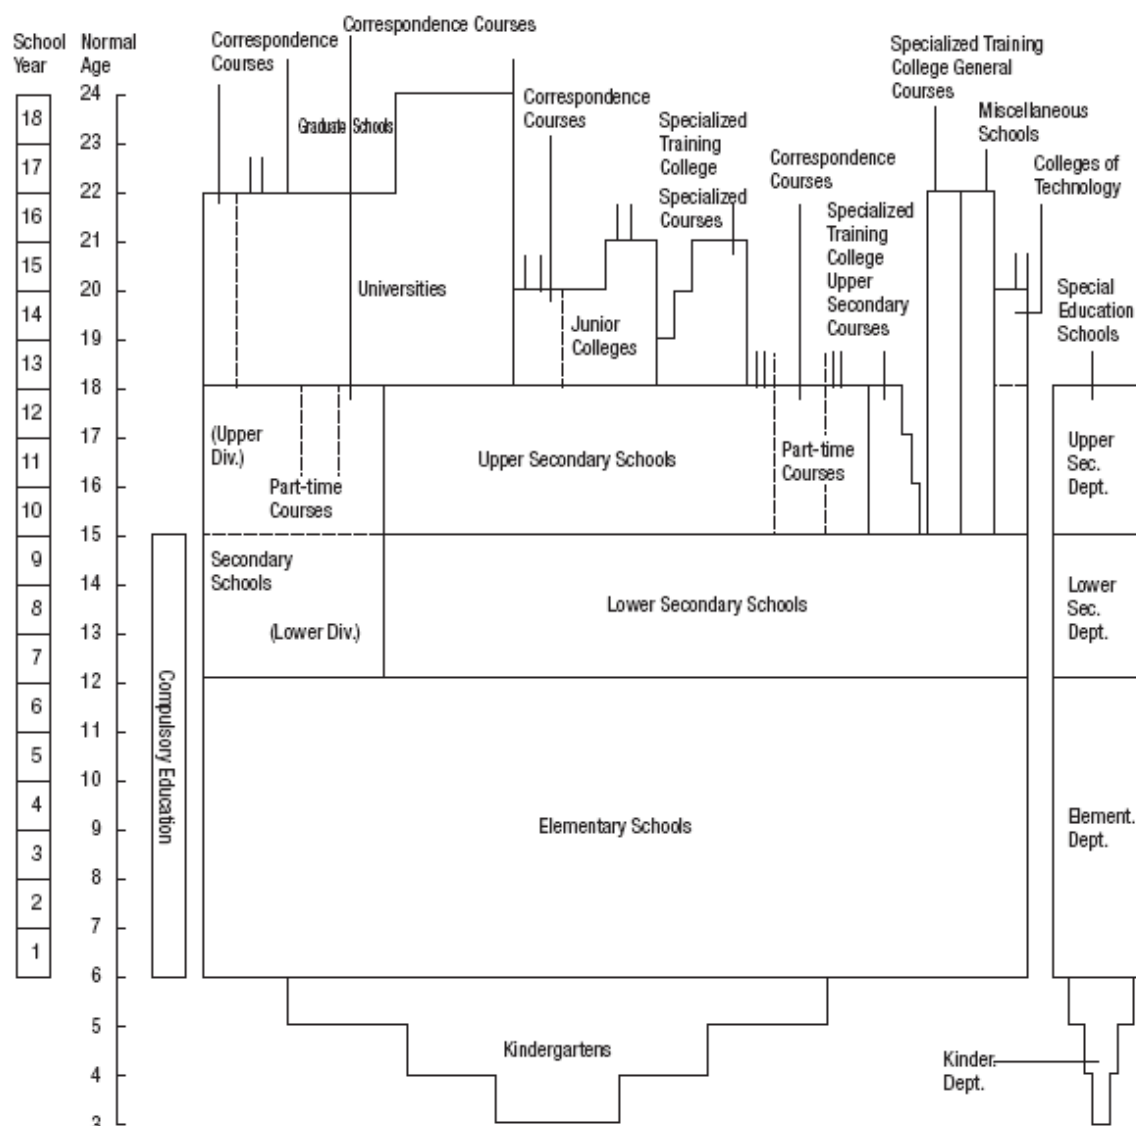 School
Year
Normal
Age
Correspondence
Courses
Correspondence Courses
Graduate Schools
Correspondence
Courses
Specialized
Training
College
Specialized
Courses
Correspondence
Courses
Specialized
Training
College
Upper
Secondary
Courses
Specialized Training
College General
Courses
Miscellaneous
Schools
Colleges of
Technology
Special
Education
Schools
24
18
23
17
22
16
21
15
20
14
19
13
18
12
17
11
16
10
15
9
14
8
13
7
12
6
11
5
10
4
9
3
8
2
7
1
6
5
4
3
Universities
Junior
Colleges
(Upper
Div.)
Part-time
Courses
Upper Secondary Schools
Part-time
Courses
Upper
Sec.
Dept.
Secondary
Schools
(Lower Div.)
Lower Secondary Schools
Lower
Sec.
Dept.
Compulsory Education
Elementary Schools
Element.
Dept.
Kindergartens
Kinder.
Dept.